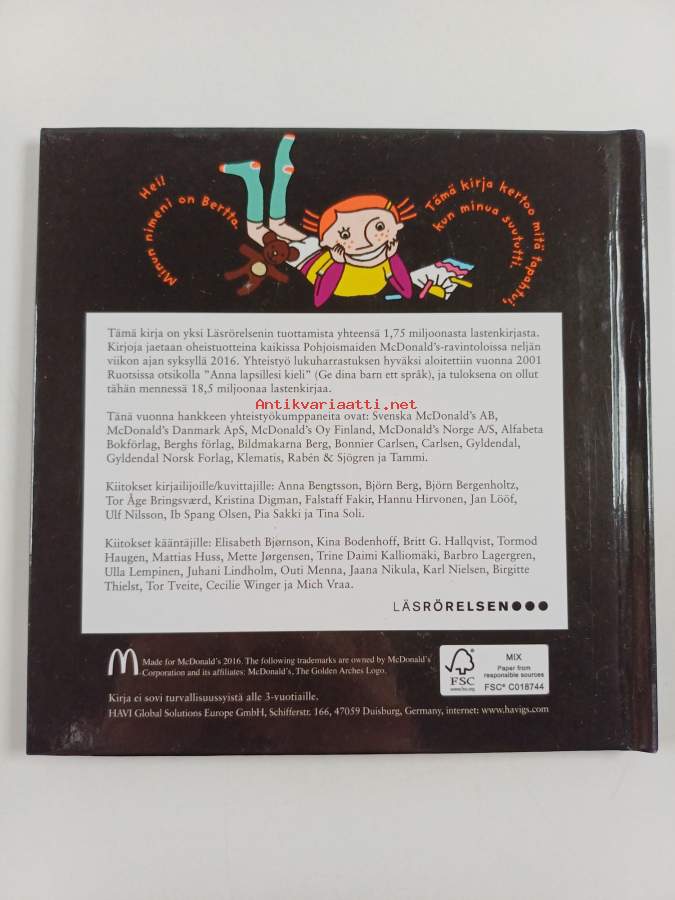 Hei!
Minun nimeni on Bertta.
Tämä kirja kertoo mitä tapahtui,
kun minua suututti.
Tämä kirja on yksi Läsrörelsenin tuottamista yhteensä 1,75 miljoonasta lastenkirjasta.
Kirjoja jaetaan oheistuotteina kaikissa Pohjoismaiden McDonald's-ravintoloissa neljän
viikon ajan syksyllä 2016. Yhteistyö lukuharrastuksen hyväksi aloitettiin vuonna 2001
Ruotsissa otsikolla "Anna lapsillesi kieli" (Ge dina barn ett språk), ja tuloksena on ollut
tähän mennessä 18,5 miljoonaa lastenkirjaa.
Antikvariaatti.net
Tänä vuonna hankkeen yhteistyökumppaneita ovat: Svenska McDonald's AB,
McDonald's Danmark ApS, McDonald's Oy Finland, McDonald's Norge A/S, Alfabeta
Bokförlag, Berghs förlag, Bildmakarna Berg, Bonnier Carlsen, Carlsen, Gyldendal,
Gyldendal Norsk Forlag, Klematis, Rabén & Sjögren ja Tammi.
Kiitokset kirjailijoille/kuvittajille: Anna Bengtsson, Björn Berg, Björn Bergenholtz,
Tor Åge Bringsværd, Kristina Digman, Falstaff Fakir, Hannu Hirvonen, Jan Lööf,
Ulf Nilsson, Ib Spang Olsen, Pia Sakki ja Tina Soli.
Kiitokset kääntäjille: Elisabeth Bjørnson, Kina Bodenhoff, Britt G. Hallqvist, Tormod
Haugen, Mattias Huss, Mette Jørgensen, Trine Daimi Kalliomäki, Barbro Lagergren,
Ulla Lempinen, Juhani Lindholm, Outi Menna, Jaana Nikula, Karl Nielsen, Birgitte
Thielst, Tor Tveite, Cecilie Winger ja Mich Vraa.
LÄSRÖRELSEN
Made for McDonald's 2016. The following trademarks are owned by McDonald's
Corporation and its affiliates: McDonald's, The Golden Arches Logo.
FSC
www.fsc.org
MIX
Paper from
responsible sources
FSC® C018744
Kirja ei sovi turvallisuussyistä alle 3-vuotiaille.
HAVI Global Solutions Europe GmbH, Schifferstr. 166, 47059 Duisburg, Germany, internet: www.havigs.com